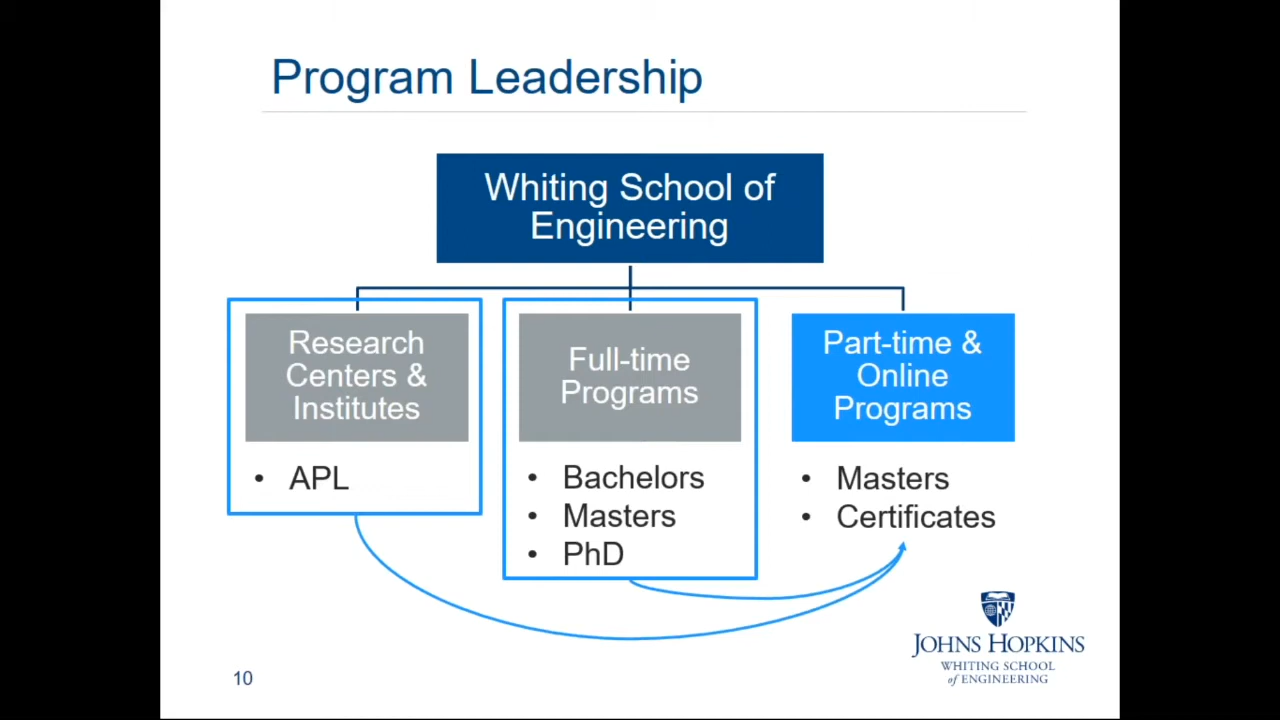 Program Leadership
Whiting School of
Engineering
Research
Centers &
Institutes
• APL
Full-time
Programs
• Bachelors
• Masters
• PhD
Part-time &
Online
Programs
• Masters
• Certificates
JOHNS HOPKINS
WHITING SCHOOL
of ENGINEERING
10